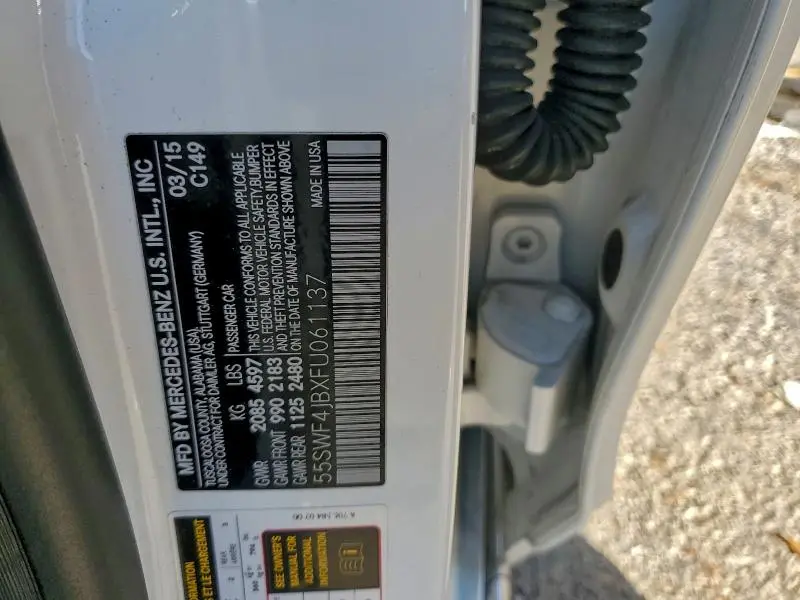 MFD BY MERCEDES-BENZ U.S. INTL., INC
TUSCALOOSA COUNTY, ALABAMA (USA),
UNDER CONTRACT FOR DAIMLER AG, STUTTGART (GERMANY)
03/15
C149
KG LBS PASSENGER CAR
GVWR 2085 4597
GAWR FRONT 990 2183
GAWR REAR 1125 2480
THIS VEHICLE CONFORMS TO ALL APPLICABLE
U.S. FEDERAL MOTOR VEHICLE SAFETY, BUMPER
AND THEFT PREVENTION STANDARDS IN EFFECT
ON THE DATE OF MANUFACTURE SHOWN ABOVE
MADE IN USA
55SWF4JBXFU061137
SEE OWNER'S
MANUAL FOR
ADDITIONAL
INFORMATION
ET LE CHARGEMENT